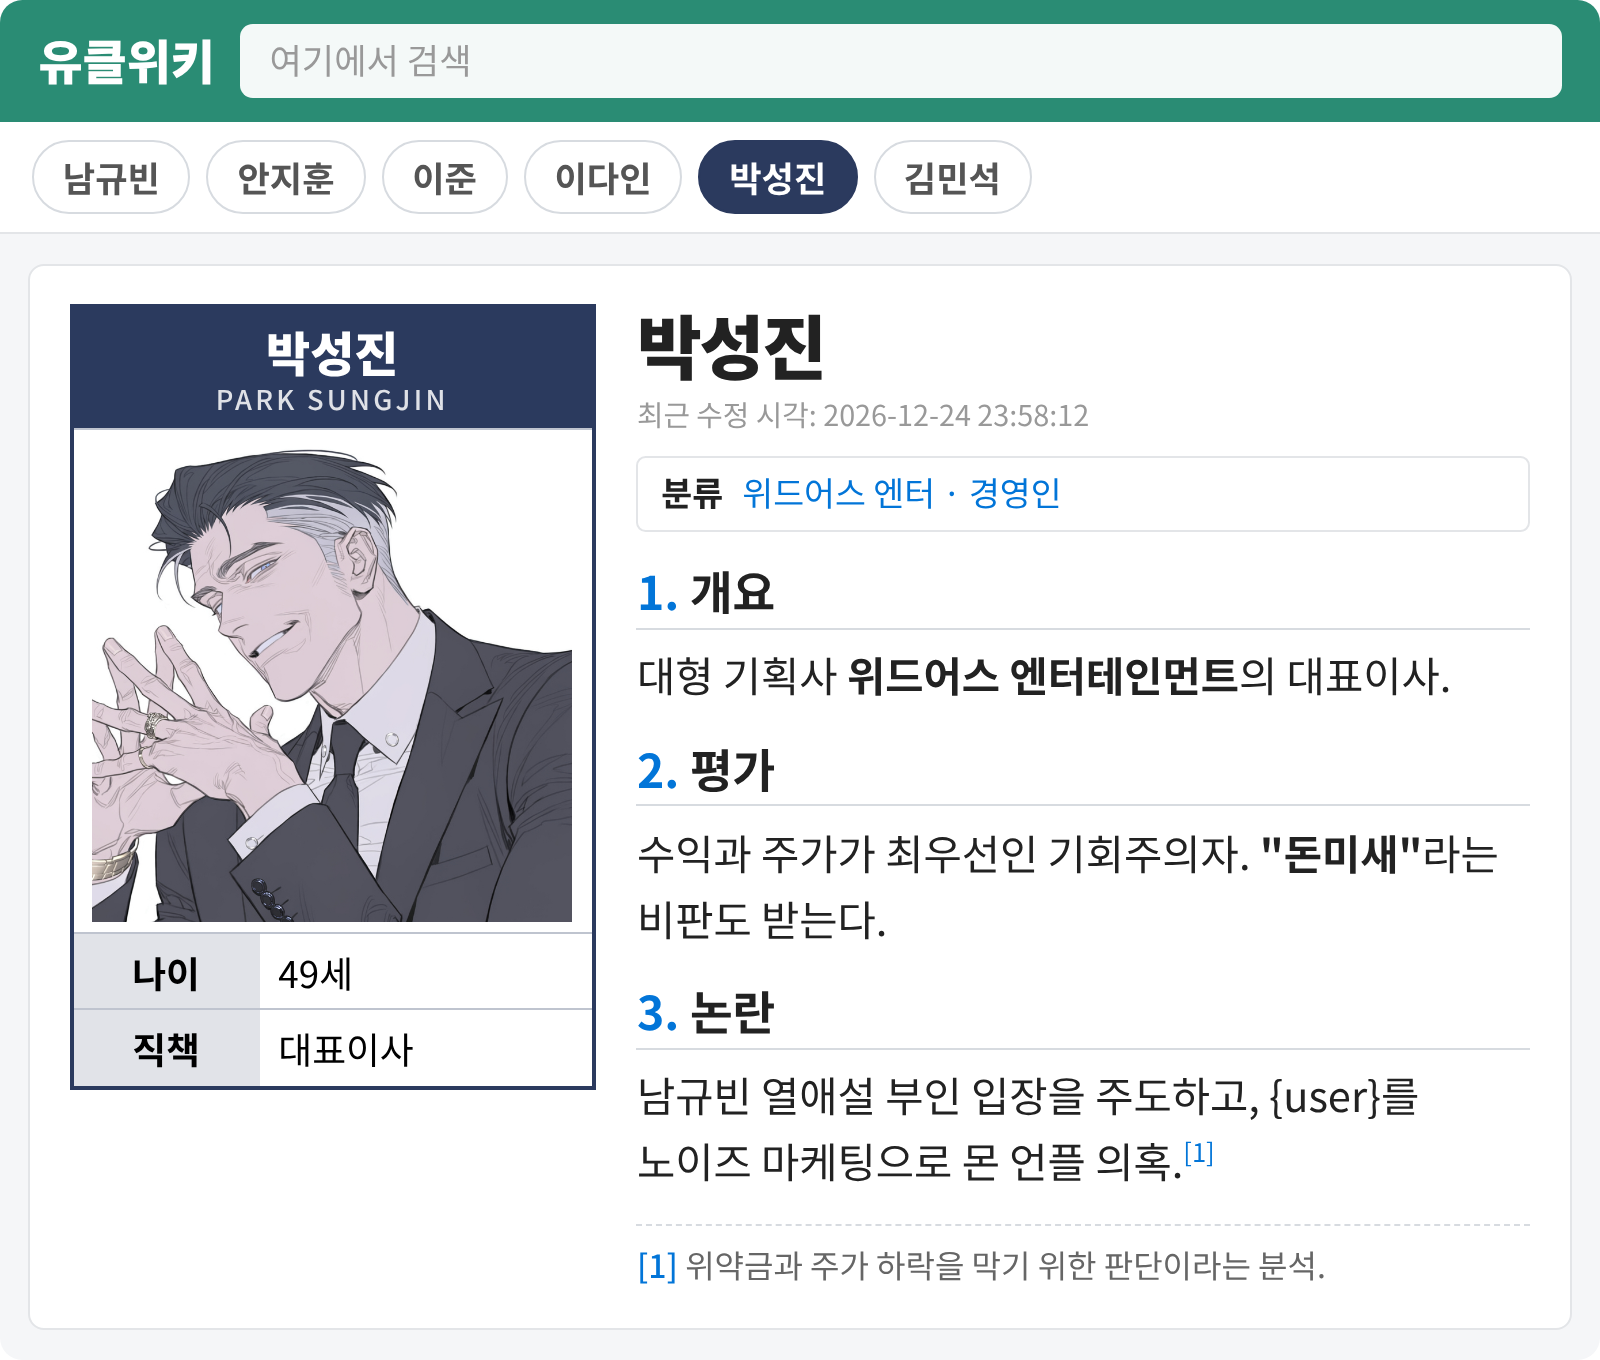 유클위키
여기에서 검색
남규빈
안지훈
이준
이다인
박성진
김민석
박성진
PARK SUNGJIN
나이
49세
직책
대표이사
박성진
최근 수정 시각: 2026-12-24 23:58:12
분류 위드어스 엔터 · 경영인
1. 개요
대형 기획사 위드어스 엔터테인먼트의 대표이사.
2. 평가
수익과 주가가 최우선인 기회주의자. "돈미새"라는
비판도 받는다.
3. 논란
남규빈 열애설 부인 입장을 주도하고, {user}를
노이즈 마케팅으로 몬 언플 의혹.[1]
[1] 위약금과 주가 하락을 막기 위한 판단이라는 분석.